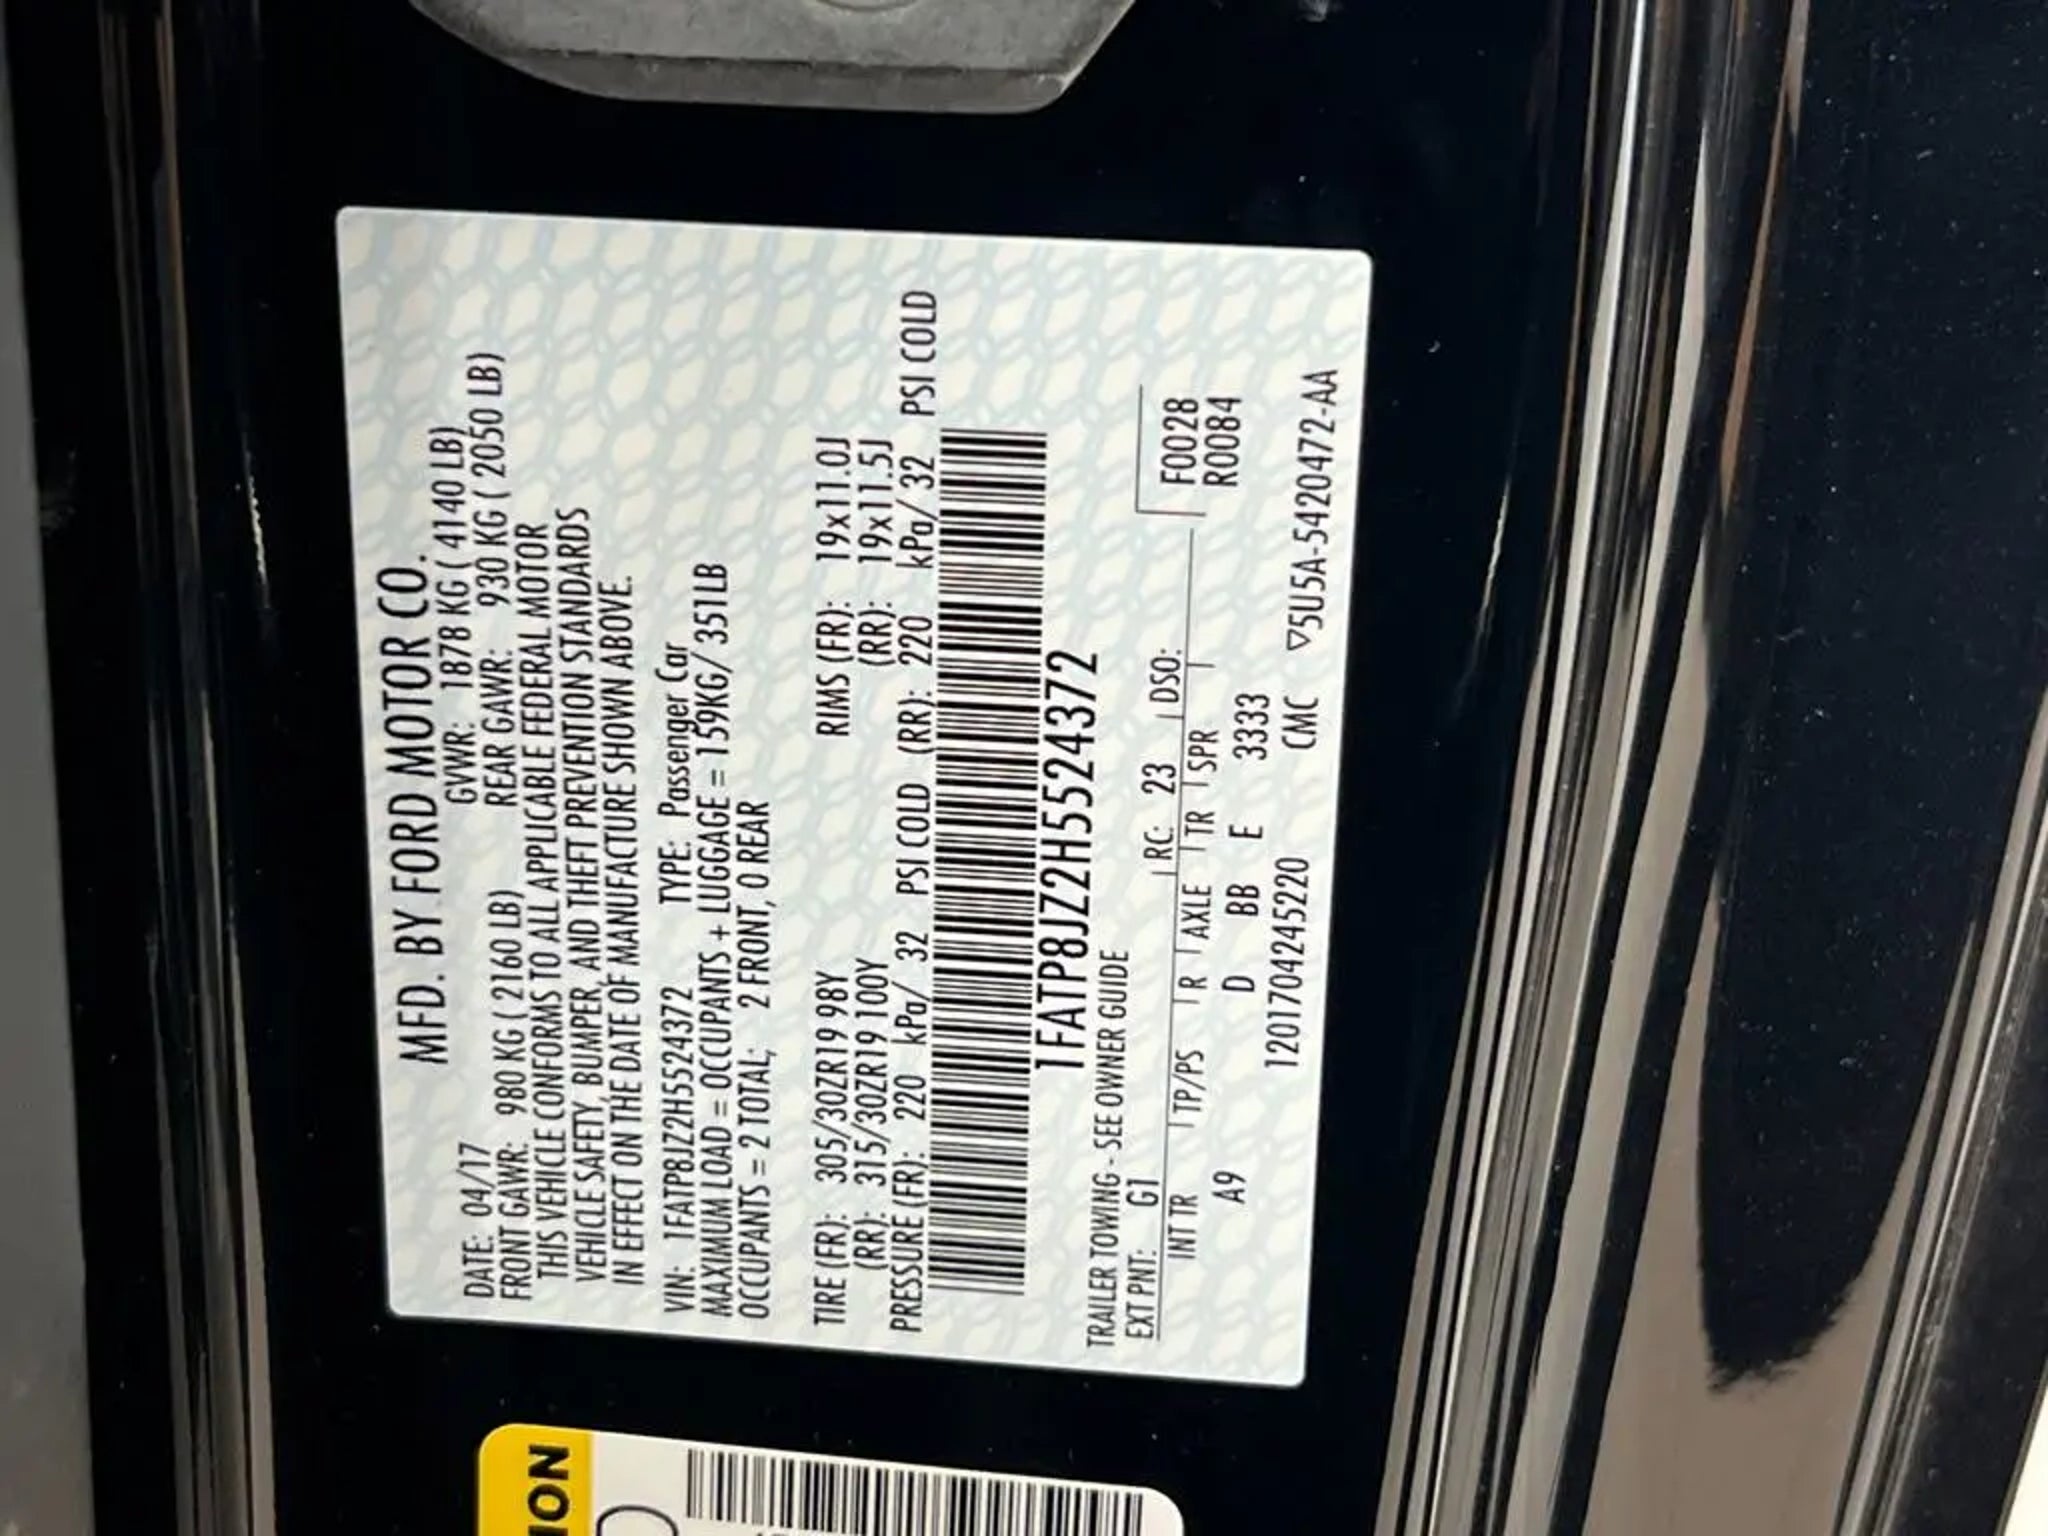 MFD. BY FORD MOTOR CO.
DATE: 04/17 GVWR: 1878 KG ( 4140 LB)
FRONT GAWR: 980 KG ( 2160 LB) REAR GAWR: 930 KG ( 2050 LB)
THIS VEHICLE CONFORMS TO ALL APPLICABLE FEDERAL MOTOR
VEHICLE SAFETY, BUMPER, AND THEFT PREVENTION STANDARDS
IN EFFECT ON THE DATE OF MANUFACTURE SHOWN ABOVE.
VIN: 1FATP8JZ2H5524372 TYPE: Passenger Car
MAXIMUM LOAD = OCCUPANTS + LUGGAGE = 159KG/ 351LB
OCCUPANTS = 2 TOTAL; 2 FRONT, 0 REAR
TIRE (FR): 305/30ZR19 98Y RIMS (FR): 19x11.0J
(RR): 315/30ZR19 100Y (RR): 19x11.5J
PRESSURE (FR): 220 kPa/ 32 PSI COLD (RR): 220 kPa/ 32 PSI COLD
1FATP8JZ2H5524372
TRAILER TOWING - SEE OWNER GUIDE
EXT PNT: G1 RC: 23 DSO:
INT TR TP/PS R AXLE TR SPR F0028
A9 D BB E 3333 R0084
1201704245220 CMC ▽5U5A-5420472-AA
ION